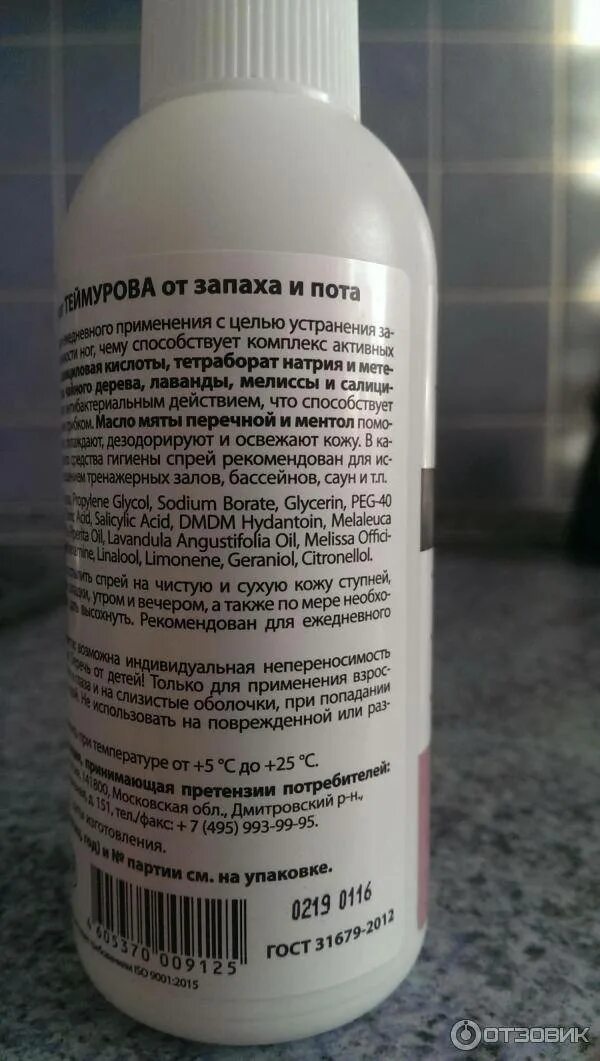 ТЕЙМУРОВА от запаха и пота
применения с целью устранения за-
ног, чему способствует комплекс активных
кислоты, тетраборат натрия и мете-
дерева, лаванды, мелиссы и салици-
действием, что способствует
Масло мяты перечной и ментол помо-
дезодорируют и освежают кожу. В ка-
средства гигиены спрей рекомендован для ис-
тренажерных залов, бассейнов, саун и т.п.
Propylene Glycol, Sodium Borate, Glycerin, PEG-40
Acid, Salicylic Acid, DMDM Hydantoin, Melaleuca
Oil, Lavandula Angustifolia Oil, Melissa Offici-
Linalool, Limonene, Geraniol, Citronellol.
спрей на чистую и сухую кожу ступней,
утром и вечером, а также по мере необхо-
высохнуть. Рекомендован для ежедневного
возможна индивидуальная непереносимость
от детей! Только для применения взрос-
и на слизистые оболочки, при попадании
Не использовать на поврежденной или раз-
при температуре от +5 °C до +25 °C.
принимающая претензии потребителей:
141800, Московская обл., Дмитровский р-н.,
д 151, тел./факс: + 7 (495) 993-99-95.
изготовления.
год) и № партии см. на упаковке.
0219 0116
4 605370 009125
ГОСТ 31679-2012
ISO 9001:2015
ОТЗОВИК